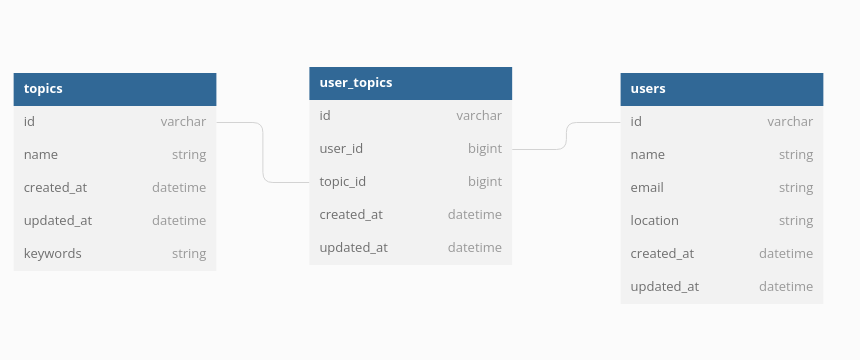 topics
id varchar
name string
created_at datetime
updated_at datetime
keywords string
user_topics
id varchar
user_id bigint
topic_id bigint
created_at datetime
updated_at datetime
users
id varchar
name string
email string
location string
created_at datetime
updated_at datetime